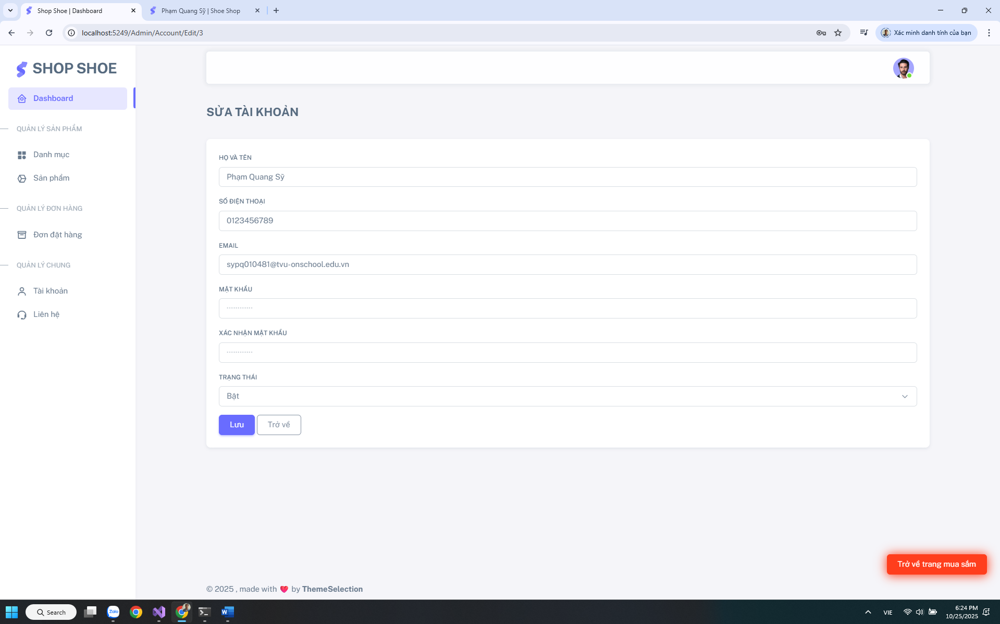 Shop Shoe | Dashboard
Phạm Quang Sỹ | Shoe Shop
localhost:5249/Admin/Account/Edit/3
Xác minh danh tính của bạn
SHOP SHOE
Dashboard
QUẢN LÝ SẢN PHẨM
Danh mục
Sản phẩm
QUẢN LÝ ĐƠN HÀNG
Đơn đặt hàng
QUẢN LÝ CHUNG
Tài khoản
Liên hệ
SỬA TÀI KHOẢN
HỌ VÀ TÊN
Phạm Quang Sỹ
SỐ ĐIỆN THOẠI
0123456789
EMAIL
sypq010481@tvu-onschool.edu.vn
MẬT KHẨU
············
XÁC NHẬN MẬT KHẨU
············
TRẠNG THÁI
Bật
Lưu
Trở về
Trở về trang mua sắm
© 2025 , made with ❤️ by ThemeSelection
Search
Zalo
VIE
6:24 PM
10/25/2025